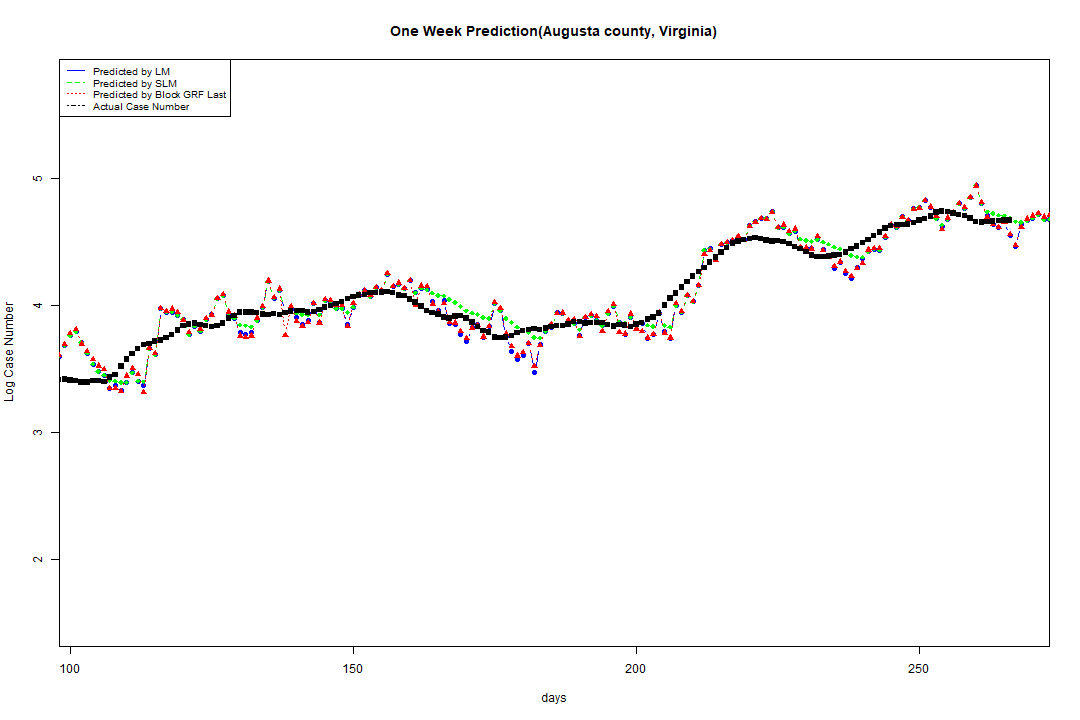 One Week Prediction(Augusta county, Virginia)
Predicted by LM
Predicted by SLM
Predicted by Block GRF Last
Actual Case Number
Log Case Number
5
4
3
2
100 150 200 250
days